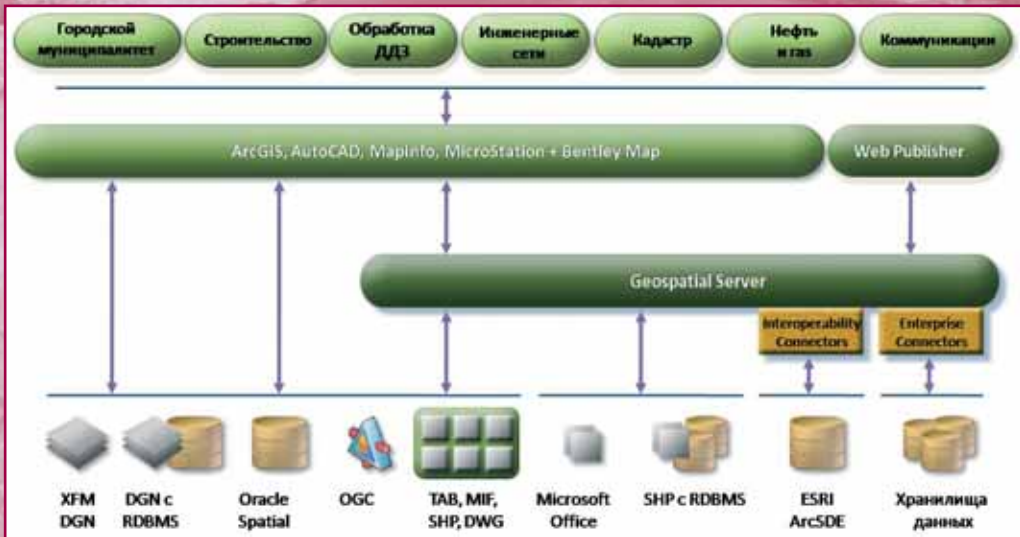 Городской
муниципалитет
Строительство
Обработка
ДДЗ
Инженерные
сети
Кадастр
Нефть
и газ
Коммуникации
ArcGIS, AutoCAD, MapInfo, MicroStation + Bentley Map
Web Publisher
Geospatial Server
Interoperability
Connectors
Enterprise
Connectors
XFM
DGN
DGN с
RDBMS
Oracle
Spatial
OGC
TAB, MIF,
SHP, DWG
Microsoft
Office
SHP с RDBMS
ESRI
ArcSDE
Хранилища
данных